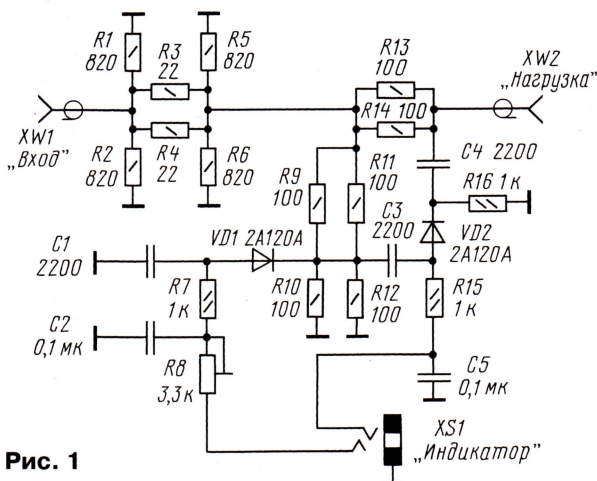 R1
820
R3
22
R5
820
R13
100
XW2
„Нагрузка"
R14 100
XW1
„Вход"
R2
820
R4
22
R6
820
R9
100
R11
100
C4 2200
R16 1 к
C3
2200
VD1 2А120А
VD2
2А120А
C1
2200
R7
1 к
R10
100
R12
100
R15
1 к
C2
0,1 мк
R8
3,3 к
C5
0,1 мк
XS1
„Индикатор"
Рис. 1